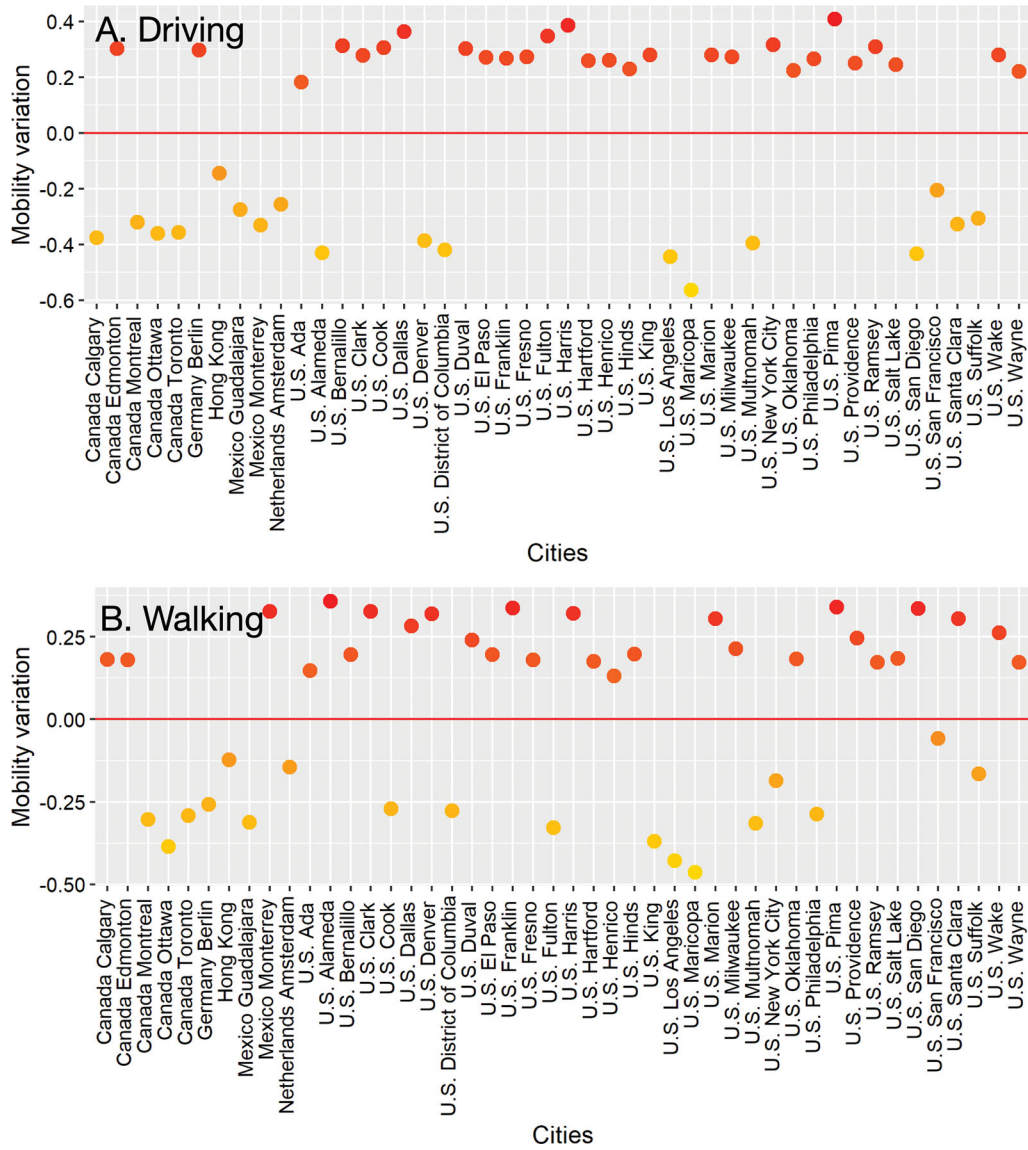 A. Driving
Mobility variation
0.4
0.2
0.0
-0.2
-0.4
-0.6
Canada Calgary
Canada Edmonton
Canada Montreal
Canada Ottawa
Canada Toronto
Germany Berlin
Hong Kong
Mexico Guadalajara
Mexico Monterrey
Netherlands Amsterdam
U.S. Ada
U.S. Alameda
U.S. Bernalillo
U.S. Clark
U.S. Cook
U.S. Dallas
U.S. Denver
U.S. District of Columbia
U.S. Duval
U.S. El Paso
U.S. Franklin
U.S. Fresno
U.S. Fulton
U.S. Harris
U.S. Hartford
U.S. Henrico
U.S. Hinds
U.S. King
U.S. Los Angeles
U.S. Maricopa
U.S. Marion
U.S. Milwaukee
U.S. Multnomah
U.S. New York City
U.S. Oklahoma
U.S. Philadelphia
U.S. Pima
U.S. Providence
U.S. Ramsey
U.S. Salt Lake
U.S. San Diego
U.S. San Francisco
U.S. Santa Clara
U.S. Suffolk
U.S. Wake
U.S. Wayne
Cities
B. Walking
Mobility variation
0.25
0.00
-0.25
-0.50
Canada Calgary
Canada Edmonton
Canada Montreal
Canada Ottawa
Canada Toronto
Germany Berlin
Hong Kong
Mexico Guadalajara
Mexico Monterrey
Netherlands Amsterdam
U.S. Ada
U.S. Alameda
U.S. Bernalillo
U.S. Clark
U.S. Cook
U.S. Dallas
U.S. Denver
U.S. District of Columbia
U.S. Duval
U.S. El Paso
U.S. Franklin
U.S. Fresno
U.S. Fulton
U.S. Harris
U.S. Hartford
U.S. Henrico
U.S. Hinds
U.S. King
U.S. Los Angeles
U.S. Maricopa
U.S. Marion
U.S. Milwaukee
U.S. Multnomah
U.S. New York City
U.S. Oklahoma
U.S. Philadelphia
U.S. Pima
U.S. Providence
U.S. Ramsey
U.S. Salt Lake
U.S. San Diego
U.S. San Francisco
U.S. Santa Clara
U.S. Suffolk
U.S. Wake
U.S. Wayne
Cities